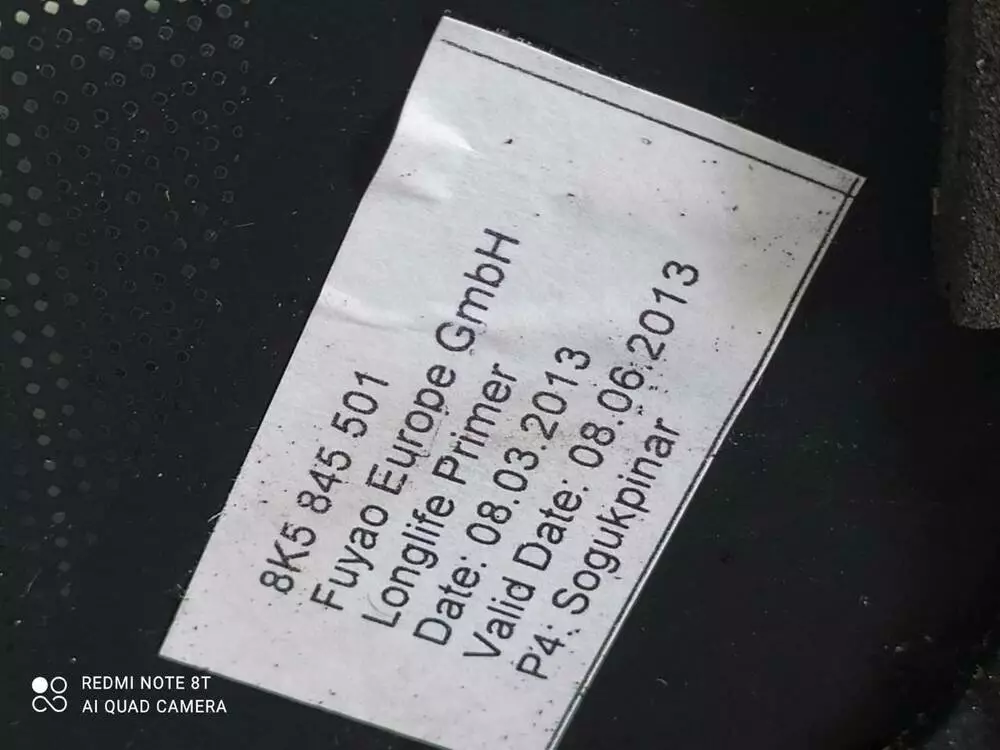 8K5 845 501
Fuyao Europe GmbH
Longlife Primer
Date: 08.03.2013
Valid Date: 08.06.2013
P4: Sogukpinar
REDMI NOTE 8T
AI QUAD CAMERA